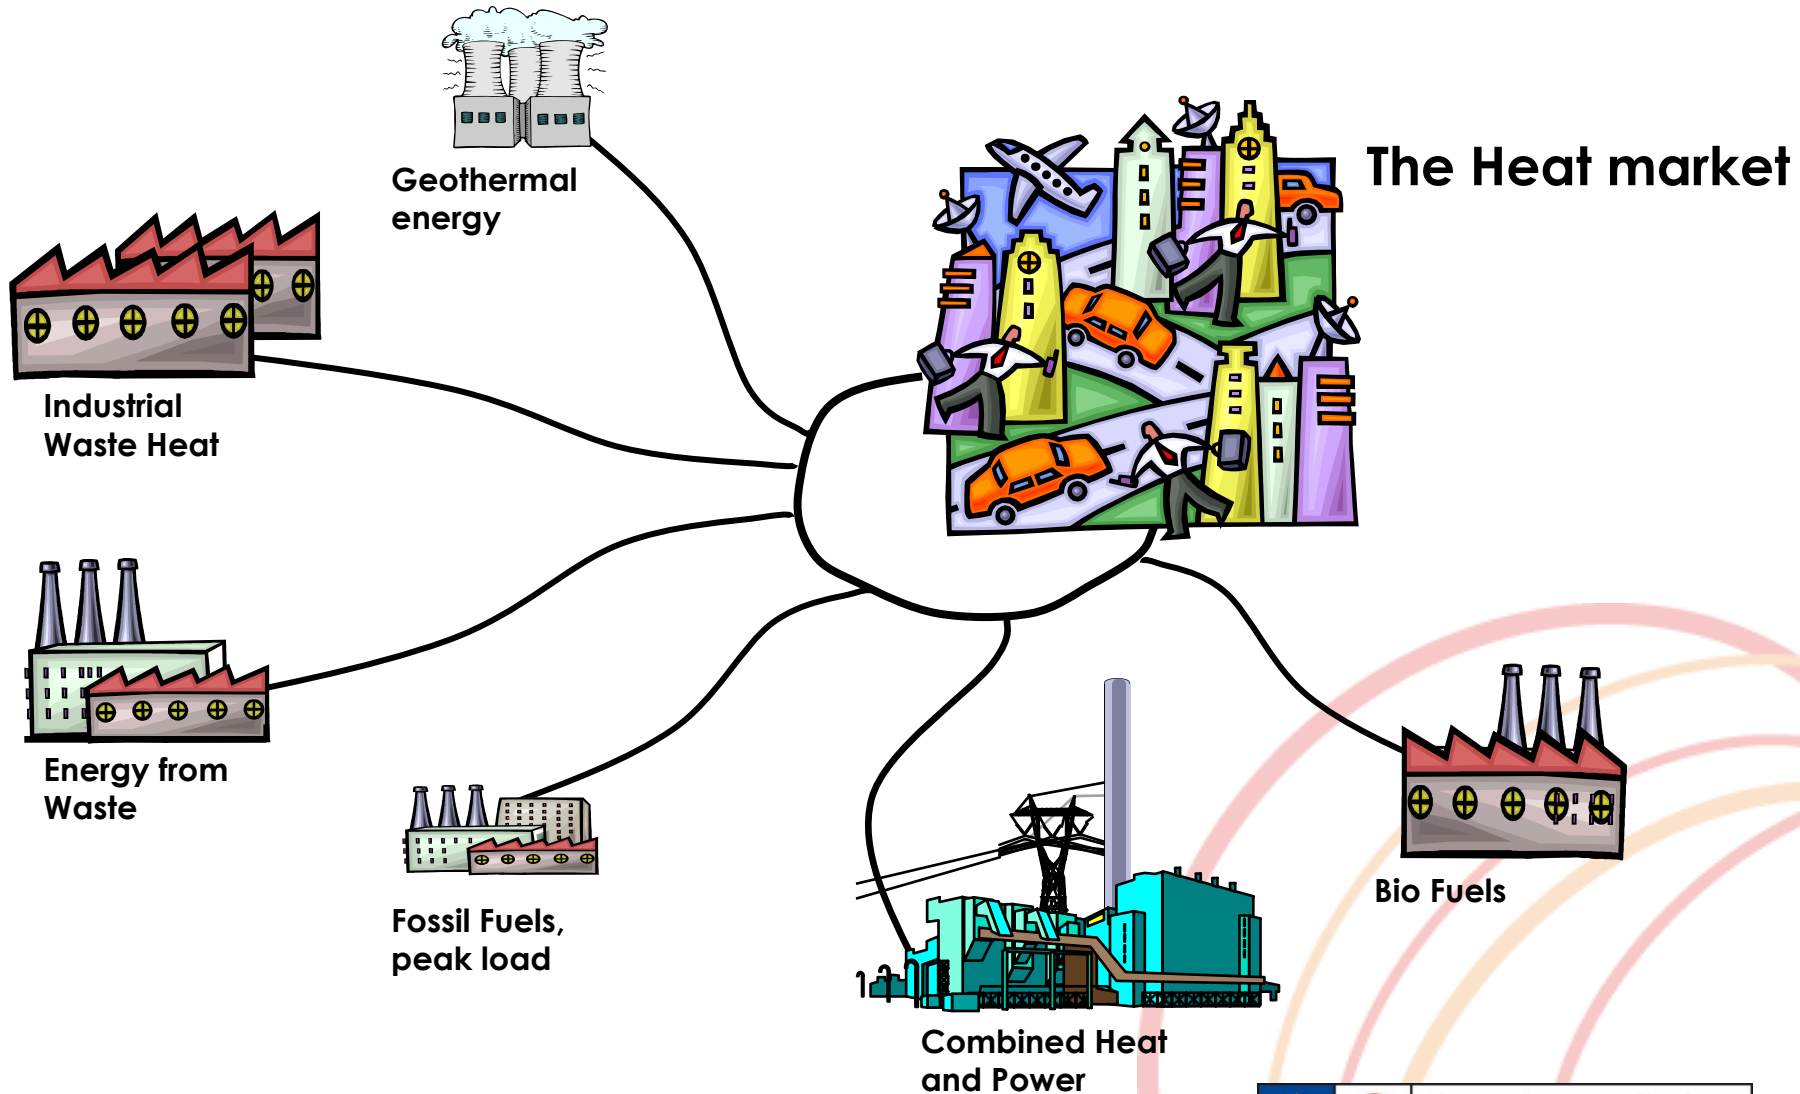 The Heat market
Geothermal
energy
Industrial
Waste Heat
Energy from
Waste
Fossil Fuels,
peak load
Combined Heat
and Power
Bio Fuels